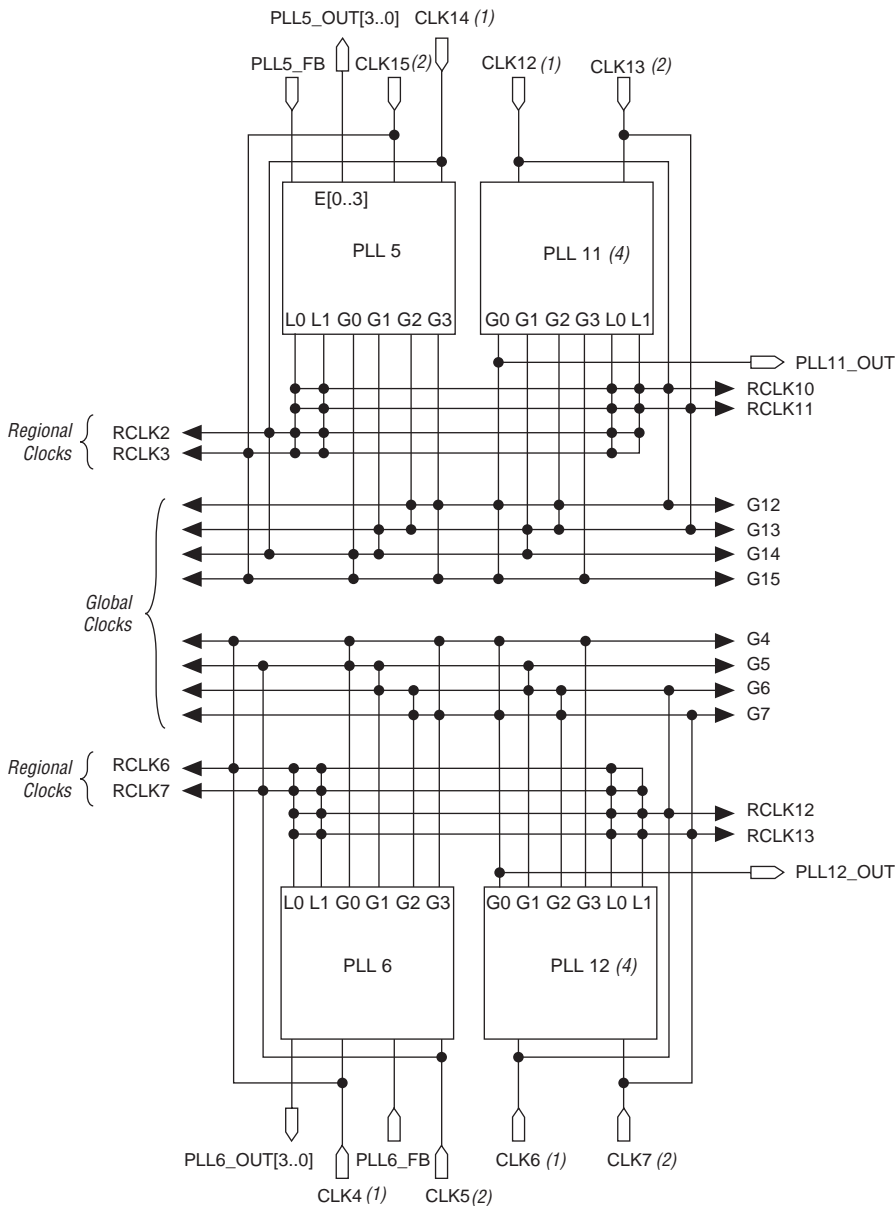 PLL5_OUT[3..0] CLK14 (1)
PLL5_FB CLK15 (2) CLK12 (1) CLK13 (2)
E[0..3]
PLL 5 PLL 11 (4)
L0 L1 G0 G1 G2 G3 G0 G1 G2 G3 L0 L1
PLL11_OUT
RCLK10
RCLK11
Regional Clocks
RCLK2
RCLK3
G12
G13
G14
G15
Global
Clocks
G4
G5
G6
G7
Regional
Clocks
RCLK6
RCLK7
RCLK12
RCLK13
PLL12_OUT
L0 L1 G0 G1 G2 G3 G0 G1 G2 G3 L0 L1
PLL 6 PLL 12 (4)
PLL6_OUT[3..0] PLL6_FB CLK6 (1) CLK7 (2)
CLK4 (1) CLK5 (2)